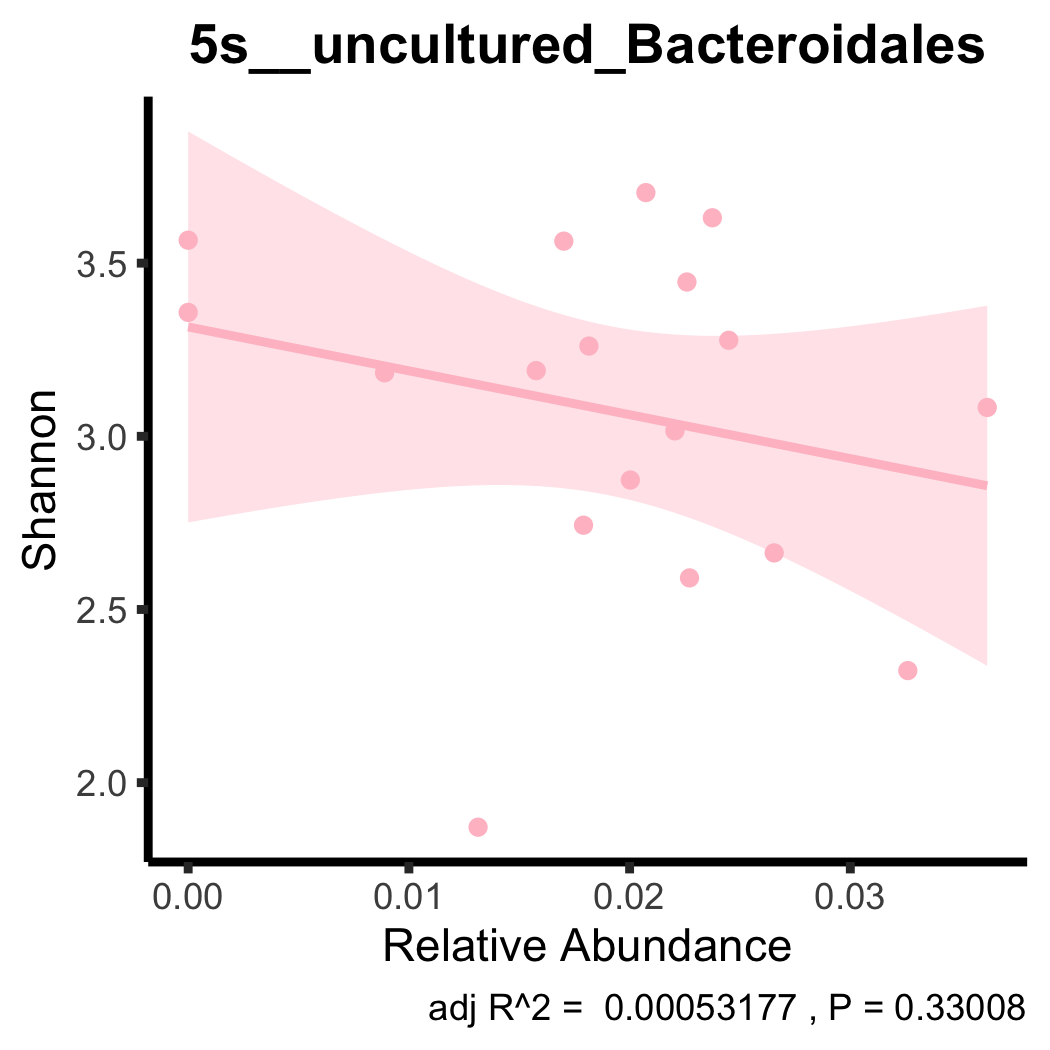 5s__uncultured_Bacteroidales
Shannon
3.5
3.0
2.5
2.0
0.00 0.01 0.02 0.03
Relative Abundance
adj R^2 =  0.00053177 , P = 0.33008